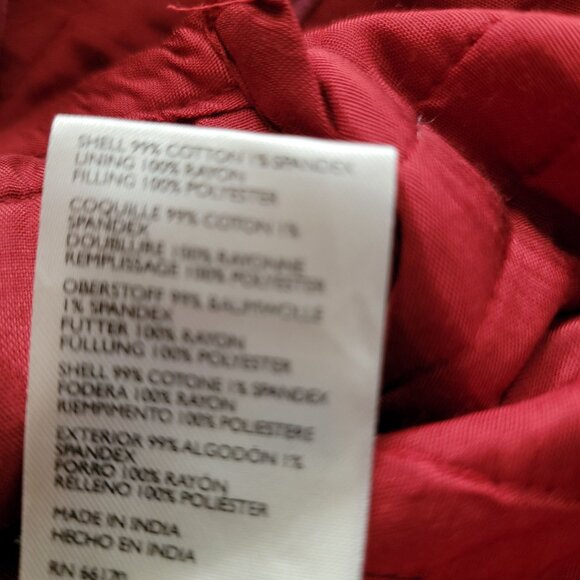 SHELL 99% COTTON 1% SPANDEX
LINING 100% RAYON
FILLING 100% POLYESTER
COQUILLE 99% COTON 1%
SPANDEX
DOUBLURE 100% RAYONNE
REMPLISSAGE 100% POLYESTER
OBERSTOFF 99% BAUMWOLLE
1% SPANDEX
FUTTER 100% RAYON
FÜLLUNG 100% POLYESTER
SHELL 99% COTONE 1% SPANDEX
FODERA 100% RAYON
RIEMPIMENTO 100% POLIESTERE
EXTERIOR 99% ALGODÓN 1%
SPANDEX
FORRO 100% RAYÓN
RELLENO 100% POLIÉSTER
MADE IN INDIA
HECHO EN INDIA
RN 66170